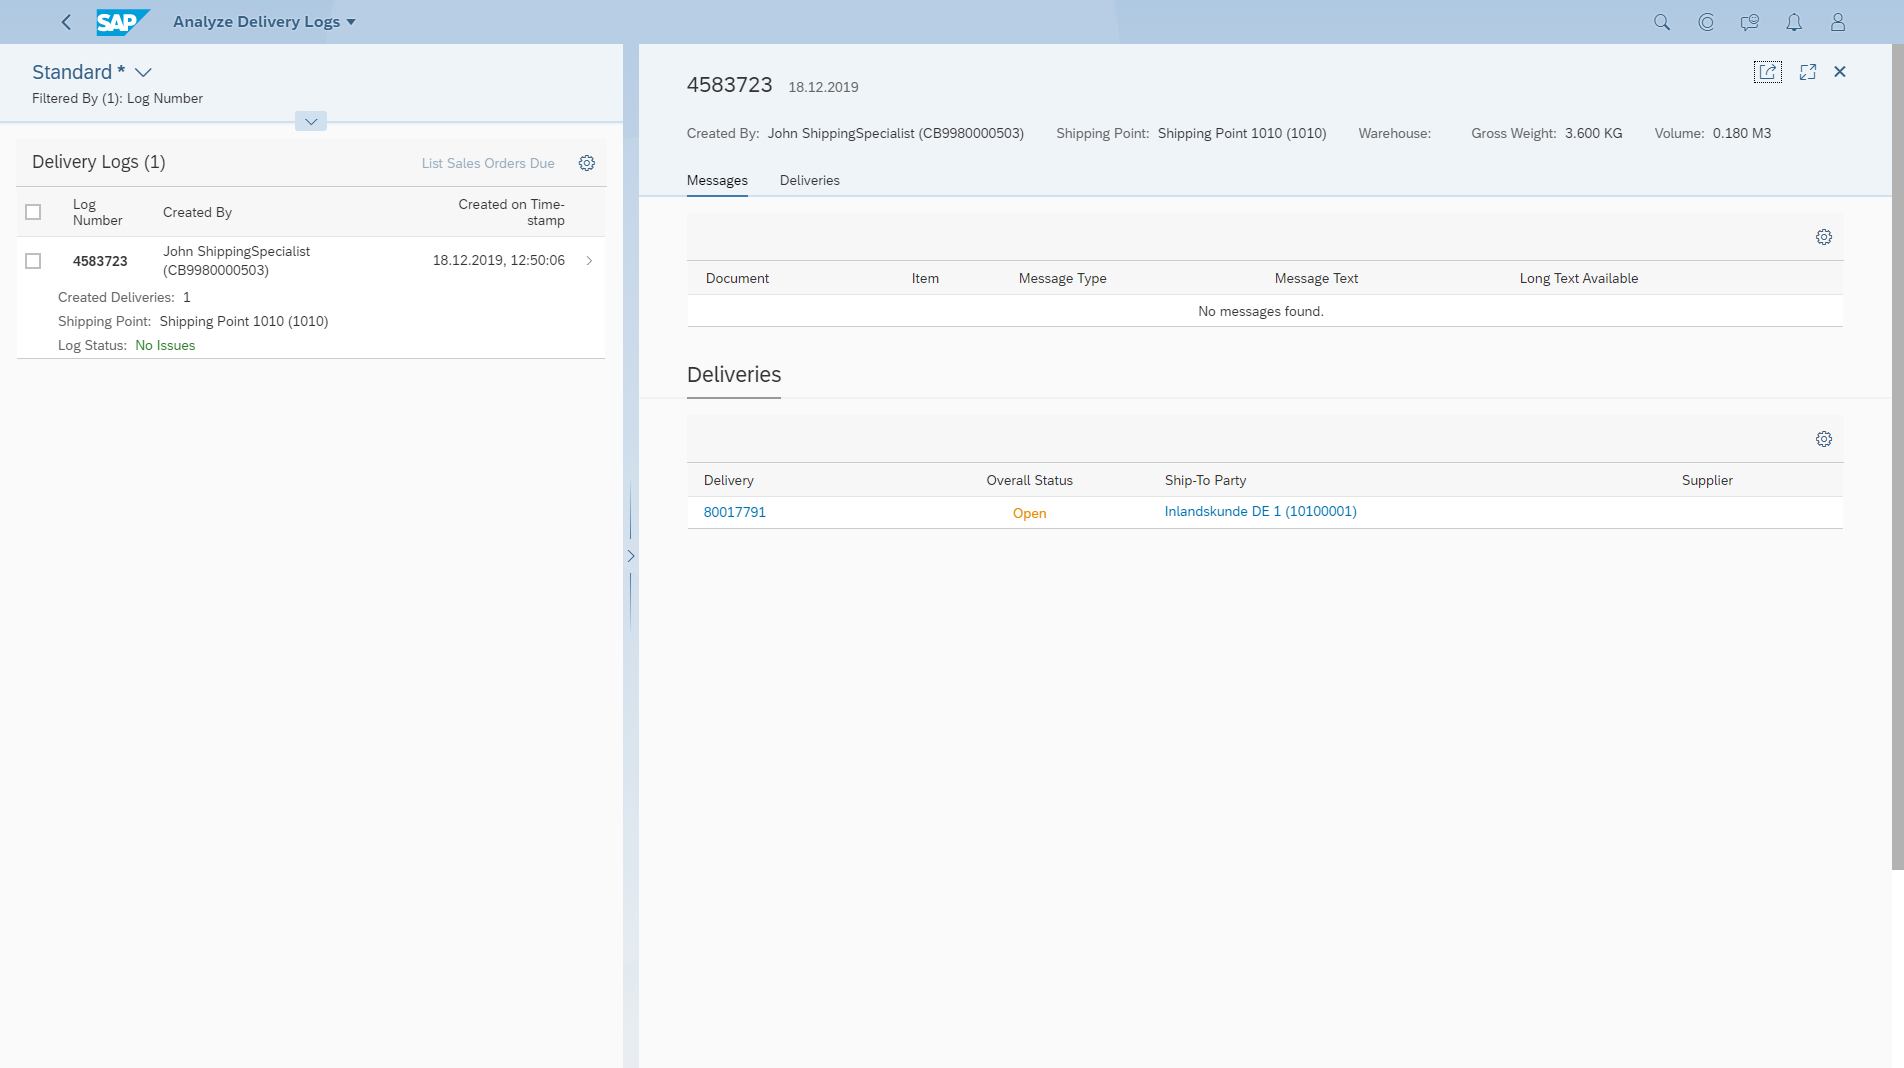 SAP
Analyze Delivery Logs
Standard *
Filtered By (1): Log Number
Delivery Logs (1)
List Sales Orders Due
Log Number
Created By
Created on Time-
stamp
4583723
John ShippingSpecialist
(CB9980000503)
18.12.2019, 12:50:06
Created Deliveries: 1
Shipping Point: Shipping Point 1010 (1010)
Log Status: No Issues
4583723 18.12.2019
Created By: John ShippingSpecialist (CB9980000503) Shipping Point: Shipping Point 1010 (1010) Warehouse: Gross Weight: 3.600 KG Volume: 0.180 M3
Messages Deliveries
Document Item Message Type Message Text Long Text Available
No messages found.
Deliveries
Delivery Overall Status Ship-To Party Supplier
80017791 Open Inlandskunde DE 1 (10100001)